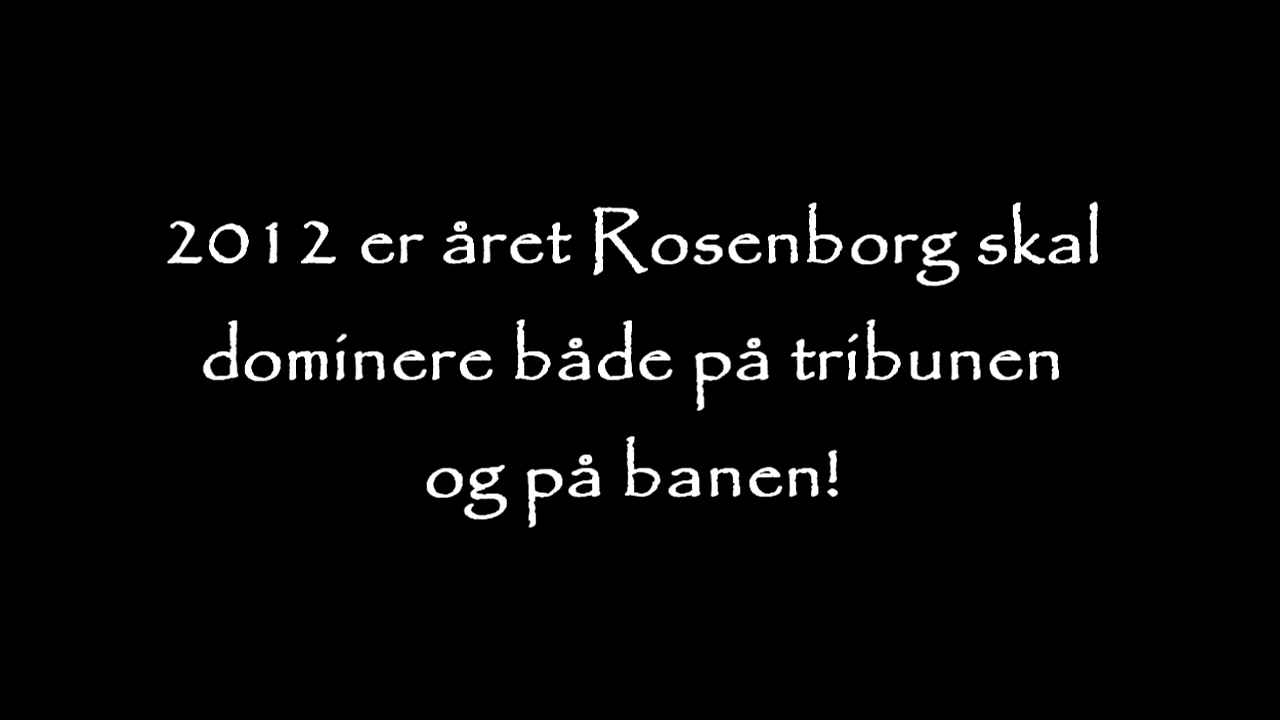 2012 er året Rosenborg skal
dominere både på tribunen
og på banen!